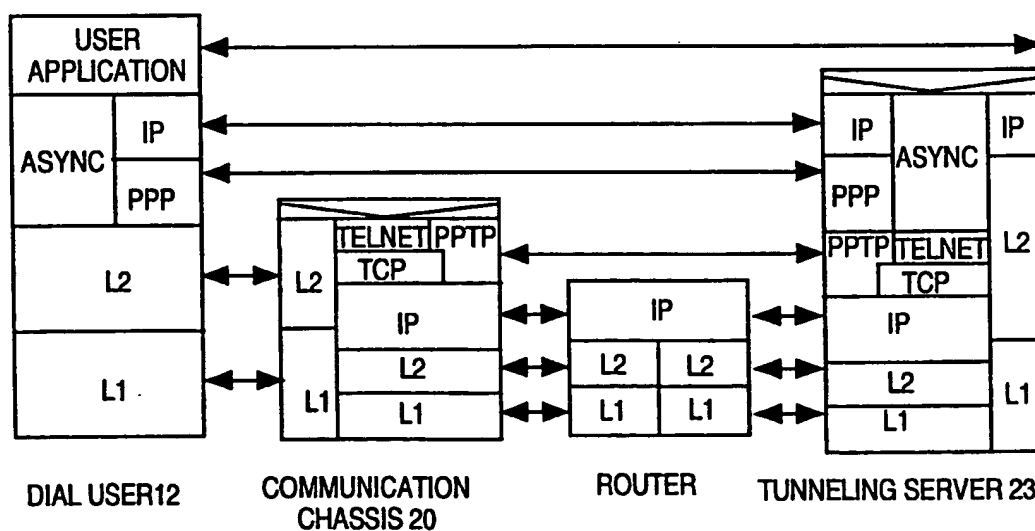 USER
APPLICATION
ASYNC
IP
PPP
L2
L1
DIAL USER12
TELNET
PPTP
TCP
L2
IP
L2
L1
L1
COMMUNICATION
CHASSIS 20
IP
L2
L2
L1
L1
ROUTER
IP
ASYNC
IP
PPP
L2
PPTP
TELNET
TCP
IP
L2
L1
L1
TUNNELING SERVER 23